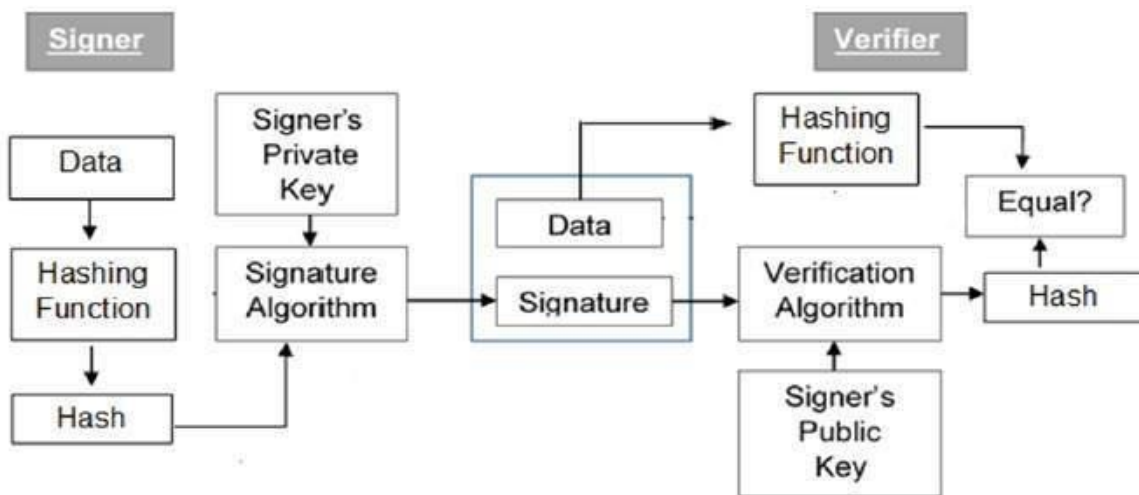 Signer
Verifier
Data
Hashing
Function
Hash
Signer's
Private
Key
Signature
Algorithm
Data
Signature
Hashing
Function
Verification
Algorithm
Signer's
Public
Key
Equal?
Hash